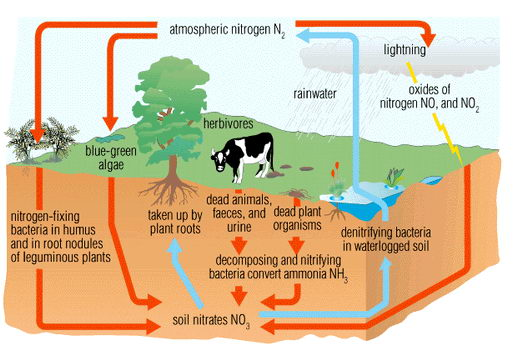 atmospheric nitrogen N₂
lightning
oxides of
nitrogen NO, and NO₂
rainwater
herbivores
blue-green
algae
nitrogen-fixing
bacteria in humus
and in root nodules
of leguminous plants
taken up by
plant roots
dead animals,
faeces, and
urine
dead plant
organisms
denitrifying bacteria
in waterlogged soil
decomposing and nitrifying
bacteria convert ammonia NH₃
soil nitrates NO₃